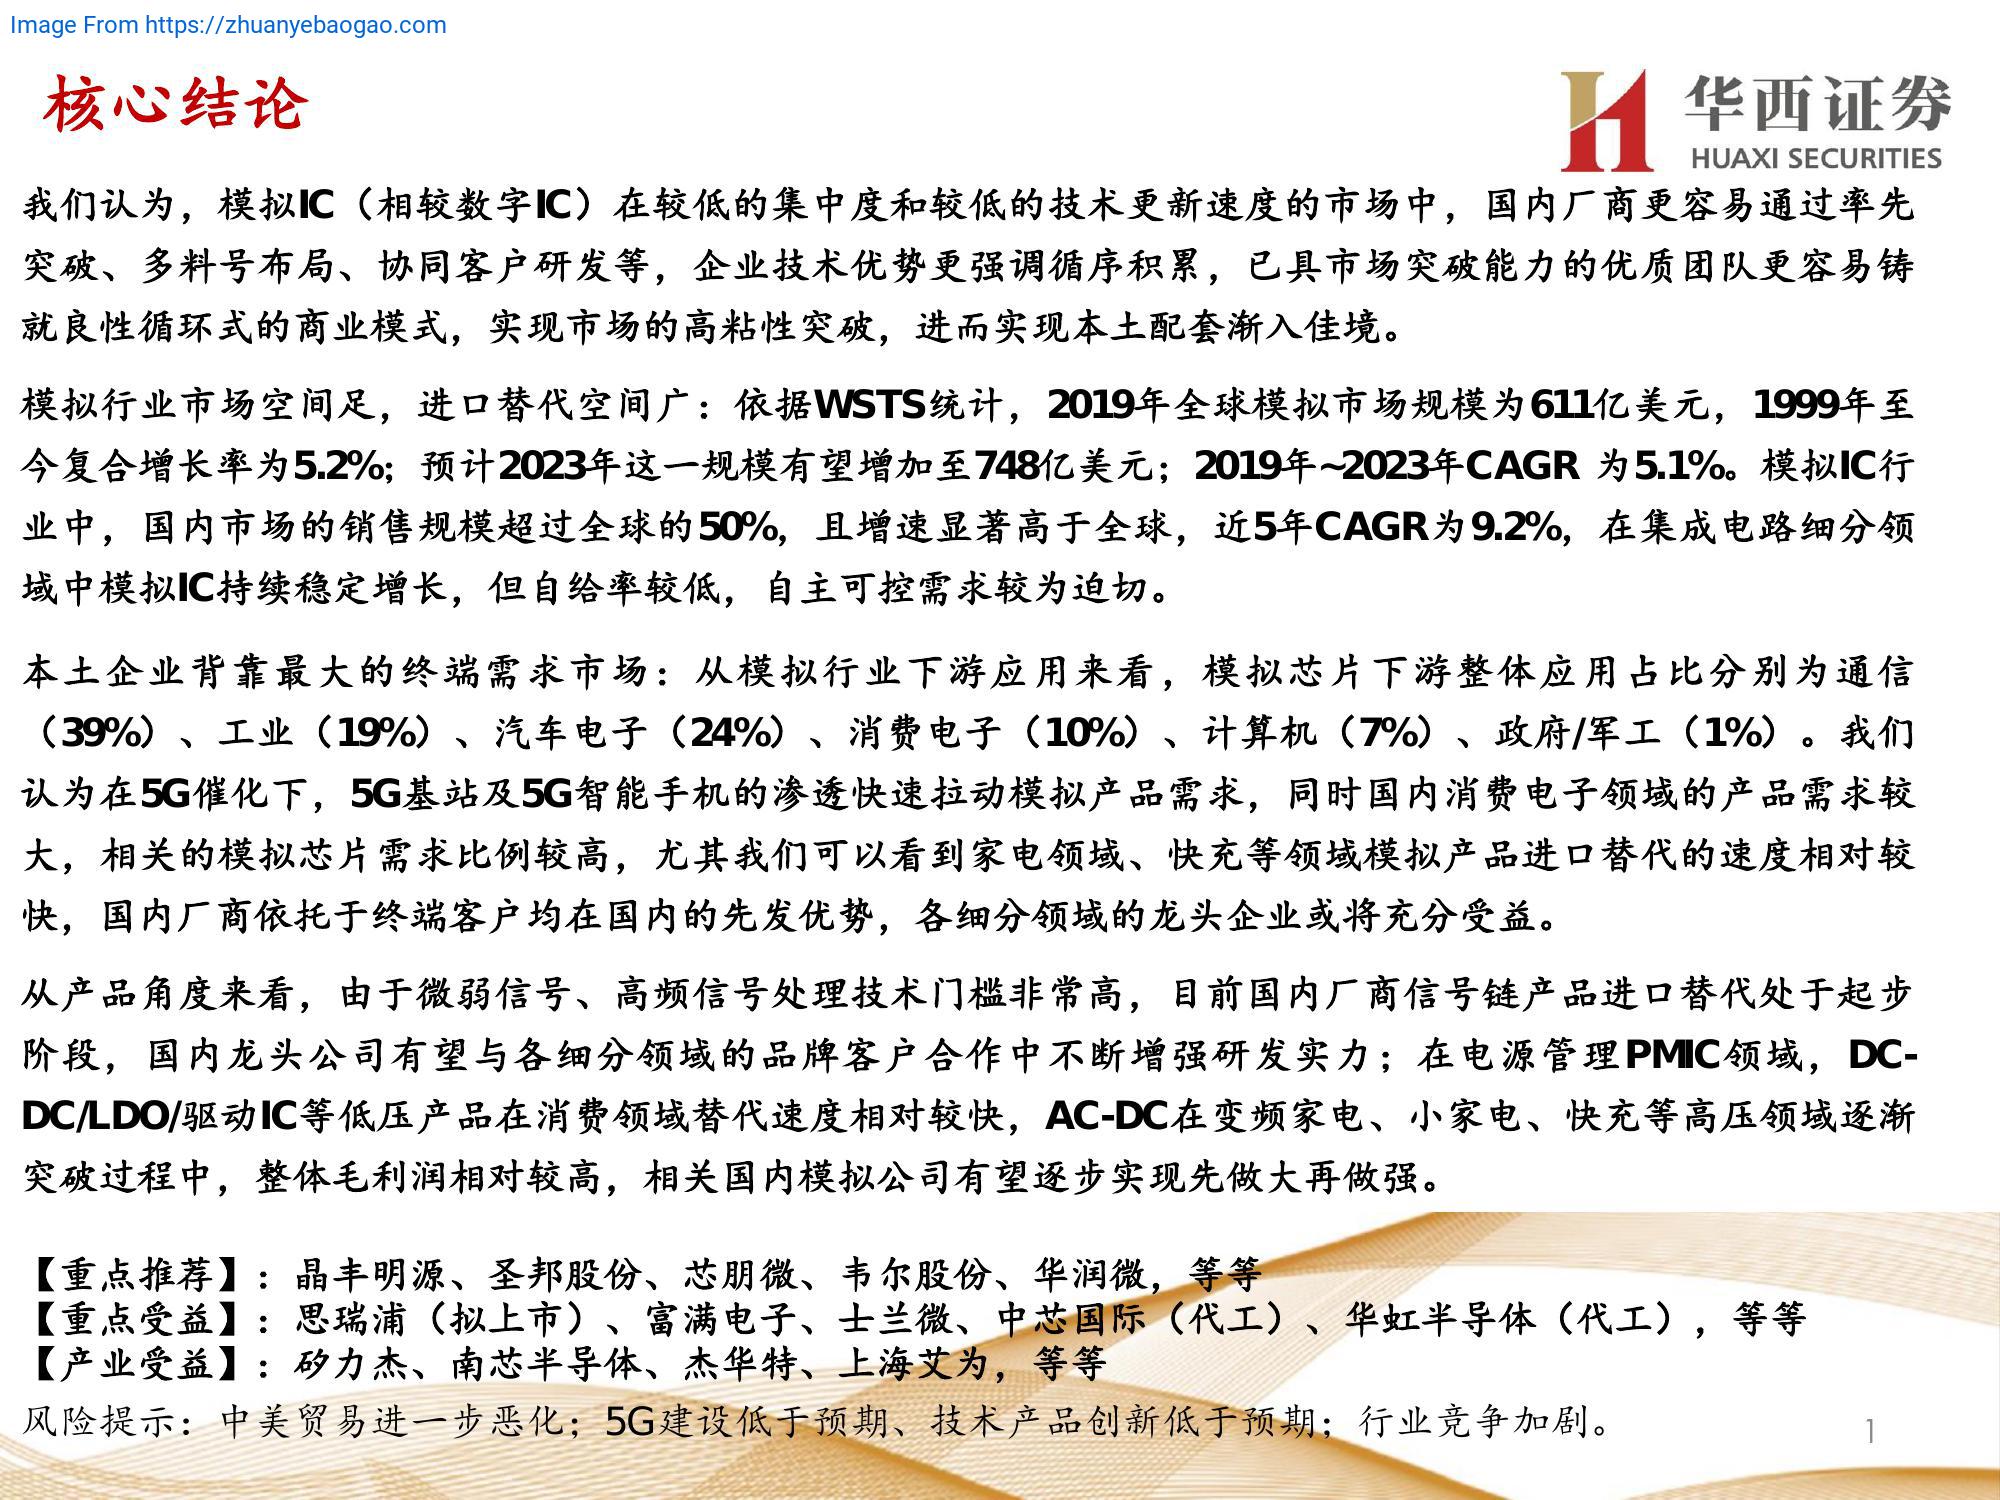 Image From https://zhuanyebaogao.com
核心结论
华西证券
HUAXI SECURITIES
我们认为，模拟IC（相较数字IC）在较低的集中度和较低的技术更新速度的市场中，国内厂商更容易通过率先
突破、多料号布局、协同客户研发等，企业技术优势更强调循序积累，已具市场突破能力的优质团队更容易铸
就良性循环式的商业模式，实现市场的高粘性突破，进而实现本土配套渐入佳境。
模拟行业市场空间足，进口替代空间广：依据WSTS统计，2019年全球模拟市场规模为611亿美元，1999年至
今复合增长率为5.2%；预计2023年这一规模有望增加至748亿美元；2019年~2023年CAGR 为5.1%。模拟IC行
业中，国内市场的销售规模超过全球的50%，且增速显著高于全球，近5年CAGR为9.2%，在集成电路细分领
域中模拟IC持续稳定增长，但自给率较低，自主可控需求较为迫切。
本土企业背靠最大的终端需求市场：从模拟行业下游应用来看，模拟芯片下游整体应用占比分别为通信
（39%）、工业（19%）、汽车电子（24%）、消费电子（10%）、计算机（7%）、政府/军工（1%）。我们
认为在5G催化下，5G基站及5G智能手机的渗透快速拉动模拟产品需求，同时国内消费电子领域的产品需求较
大，相关的模拟芯片需求比例较高，尤其我们可以看到家电领域、快充等领域模拟产品进口替代的速度相对较
快，国内厂商依托于终端客户均在国内的先发优势，各细分领域的龙头企业或将充分受益。
从产品角度来看，由于微弱信号、高频信号处理技术门槛非常高，目前国内厂商信号链产品进口替代处于起步
阶段，国内龙头公司有望与各细分领域的品牌客户合作中不断增强研发实力；在电源管理PMIC领域，DC-
DC/LDO/驱动IC等低压产品在消费领域替代速度相对较快，AC-DC在变频家电、小家电、快充等高压领域逐渐
突破过程中，整体毛利润相对较高，相关国内模拟公司有望逐步实现先做大再做强。
【重点推荐】：晶丰明源、圣邦股份、芯朋微、韦尔股份、华润微，等等
【重点受益】：思瑞浦（拟上市）、富满电子、士兰微、中芯国际（代工）、华虹半导体（代工），等等
【产业受益】：矽力杰、南芯半导体、杰华特、上海艾为，等等
风险提示：中美贸易进一步恶化；5G建设低于预期、技术产品创新低于预期；行业竞争加剧。
1